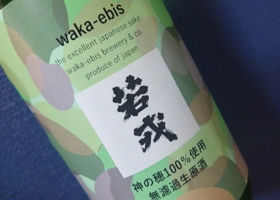 waka-ebis
the excellent japanese sake
waka-ebis brewery & co.
produce of japan
若戎
神の穂100%使用
無濾過生原酒